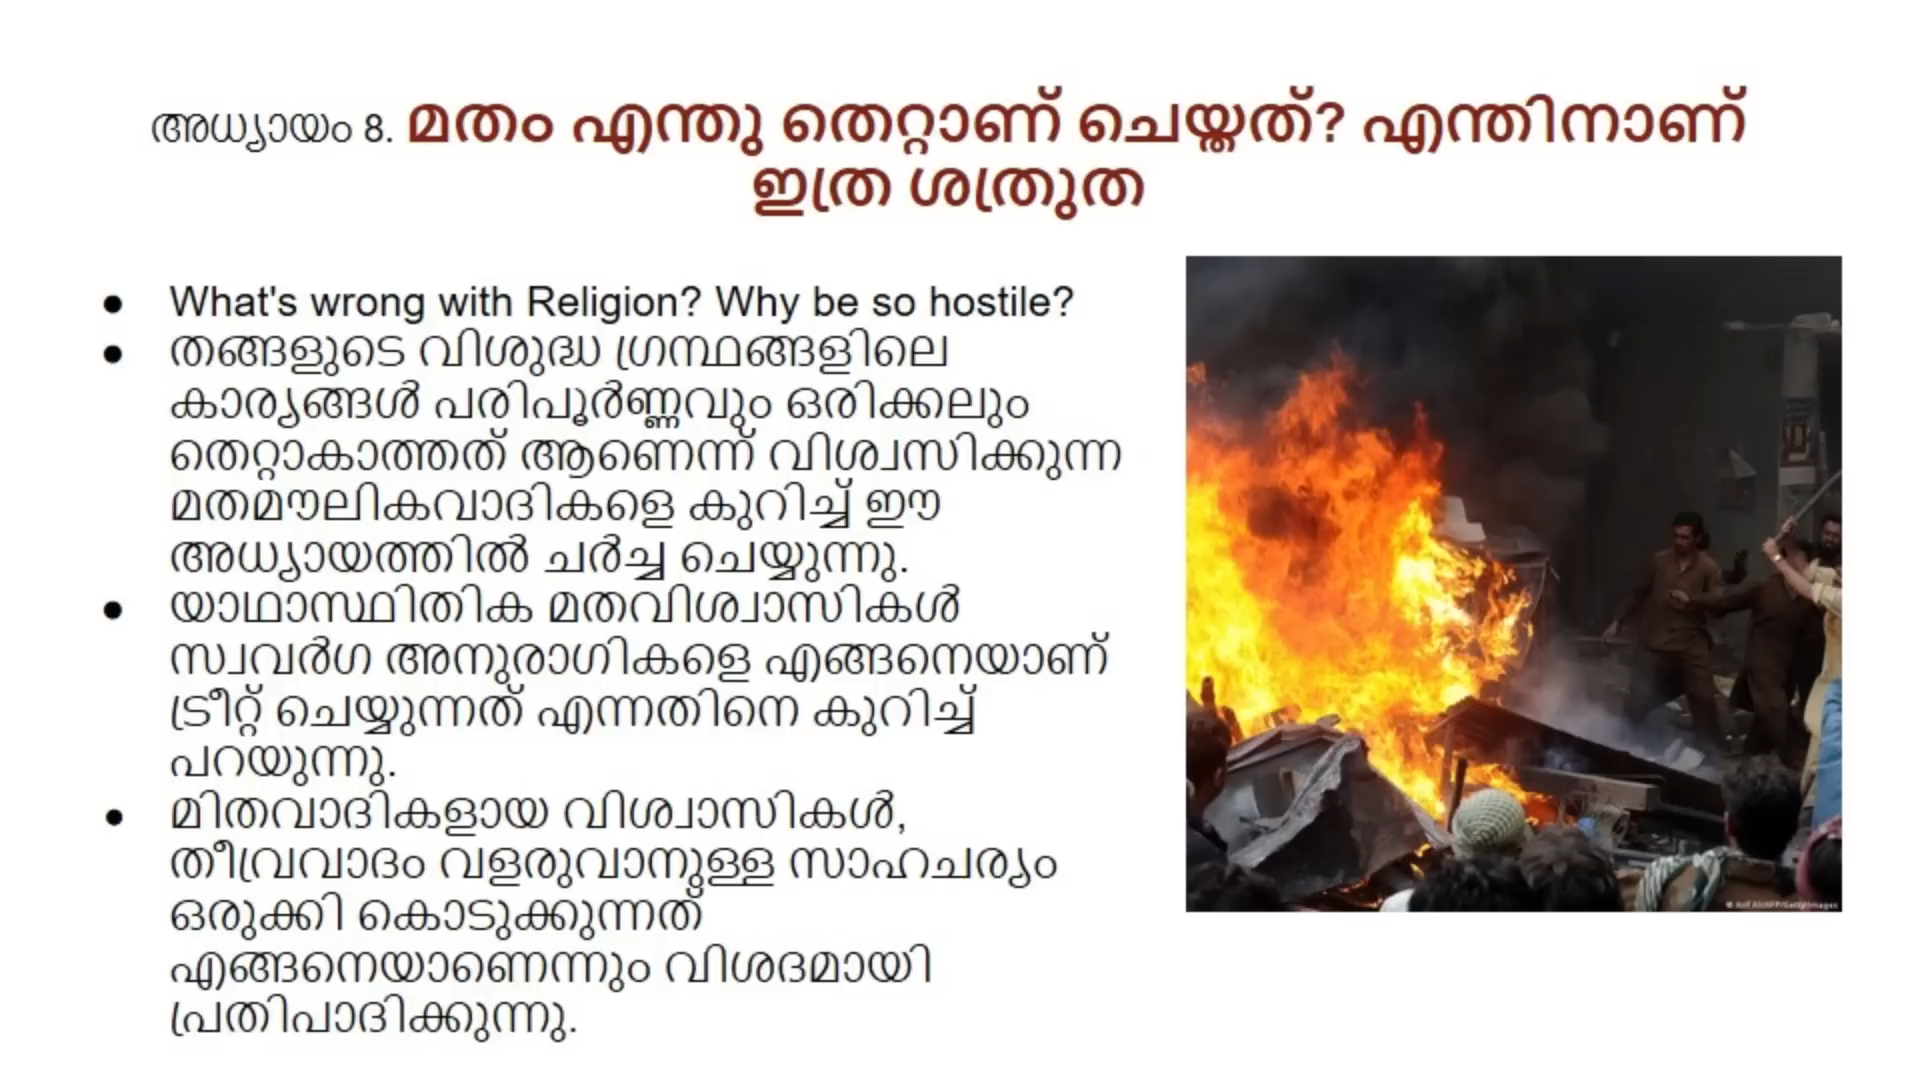 അധ്യായം 8. മതം എന്തു തെറ്റാണ് ചെയ്തത്? എന്തിനാണ്
ഇത്ര ശത്രുത
● What's wrong with Religion? Why be so hostile?
● തങ്ങളുടെ വിശുദ്ധ ഗ്രന്ഥങ്ങളിലെ
കാര്യങ്ങൾ പരിപൂർണ്ണവും ഒരിക്കലും
തെറ്റാകാത്തത് ആണെന്ന് വിശ്വസിക്കുന്ന
മതമൗലികവാദികളെ കുറിച്ച് ഈ
അധ്യായത്തിൽ ചർച്ച ചെയ്യുന്നു.
● യാഥാസ്ഥിതിക മതവിശ്വാസികൾ
സ്വവർഗ അനുരാഗികളെ എങ്ങനെയാണ്
ട്രീറ്റ് ചെയ്യുന്നത് എന്നതിനെ കുറിച്ച്
പറയുന്നു.
● മിതവാദികളായ വിശ്വാസികൾ,
തീവ്രവാദം വളരുവാനുള്ള സാഹചര്യം
ഒരുക്കി കൊടുക്കുന്നത്
എങ്ങനെയാണെന്നും വിശദമായി
പ്രതിപാദിക്കുന്നു.